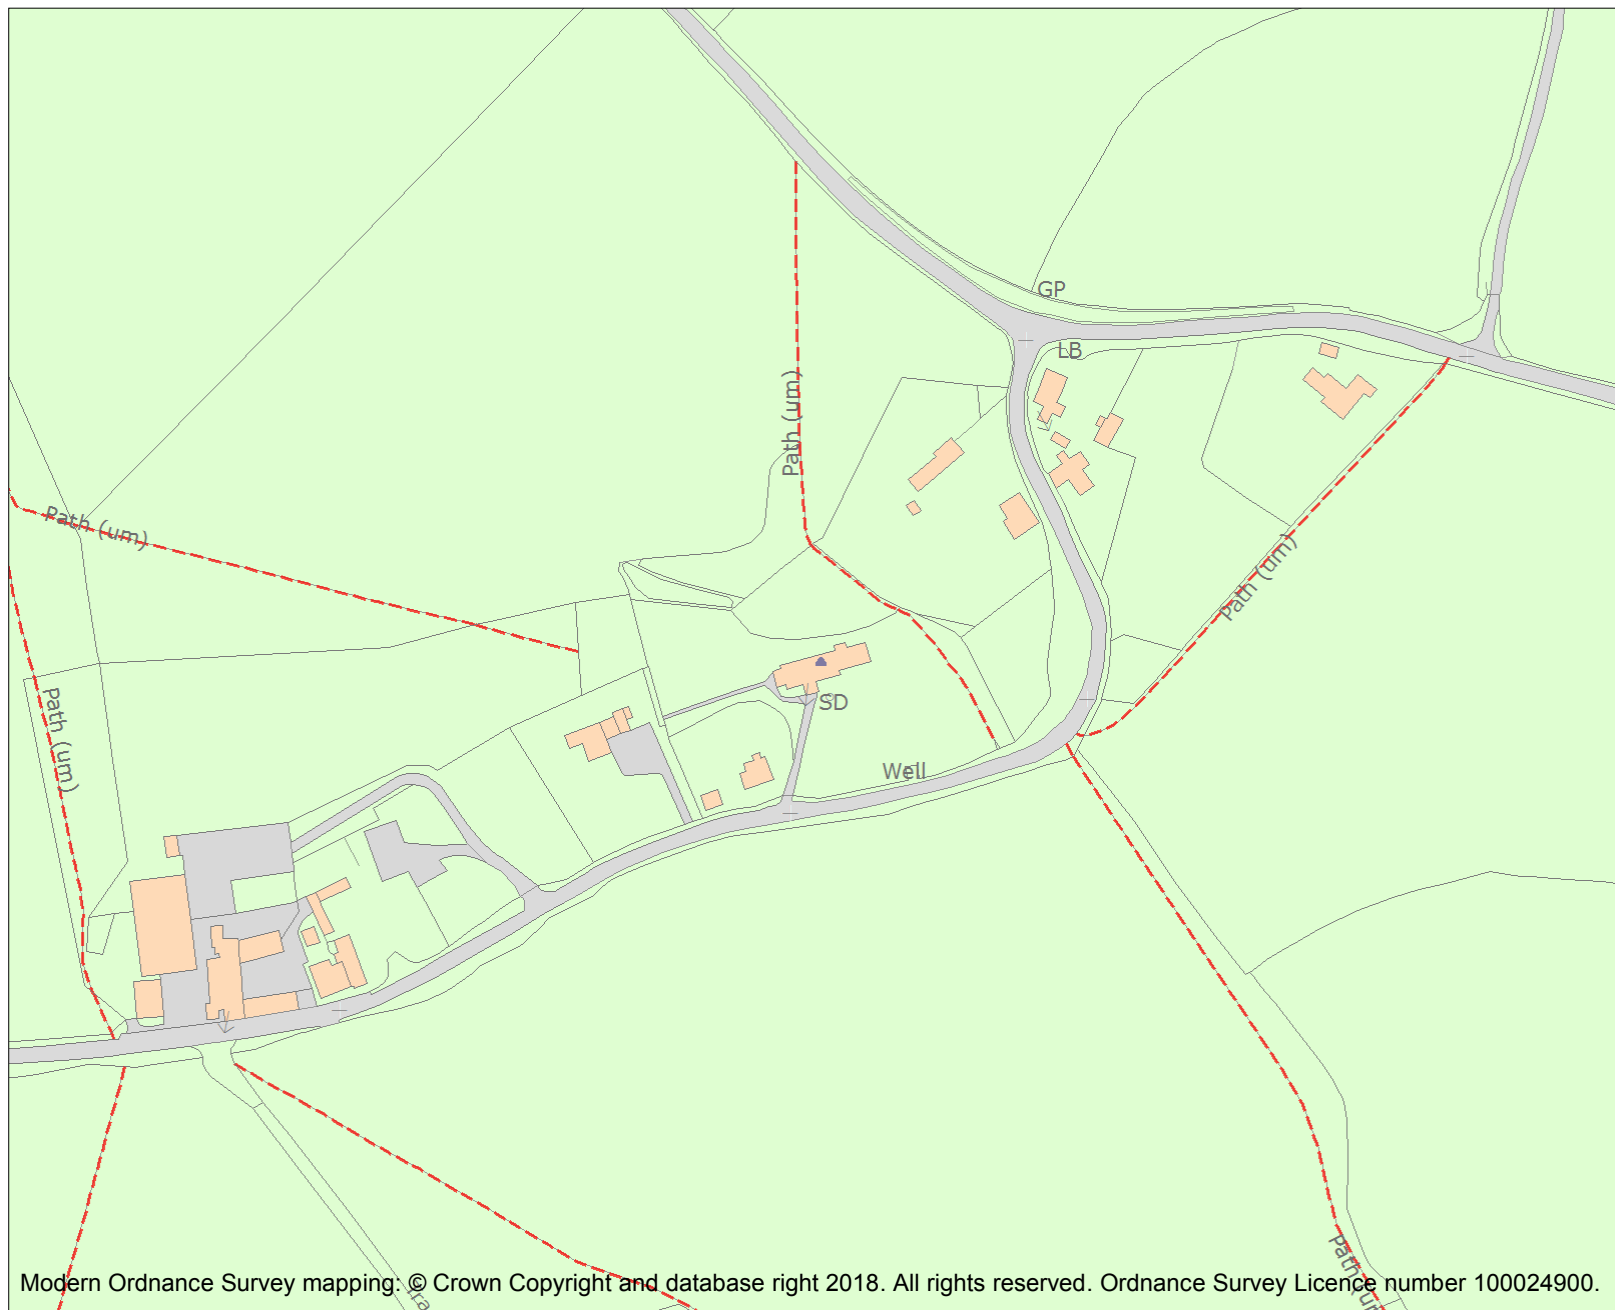 GP
LB
Path (um)
Path (um)
Path (um)
Path (um)
SD
Well
Modern Ordnance Survey mapping: © Crown Copyright and database right 2018. All rights reserved. Ordnance Survey Licence number 100024900.